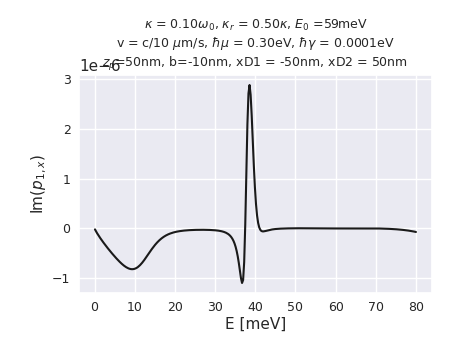 κ = 0.10ω₀, κᵣ = 0.50κ, E₀ =59meV
v = c/10 μm/s, ħμ = 0.30eV, ħγ = 0.0001eV
=50nm, b=-10nm, xD1 = -50nm, xD2 = 50nm
1e−6
3
2
1
0
−1
Im(p₁,ₓ)
0 10 20 30 40 50 60 70 80
E [meV]